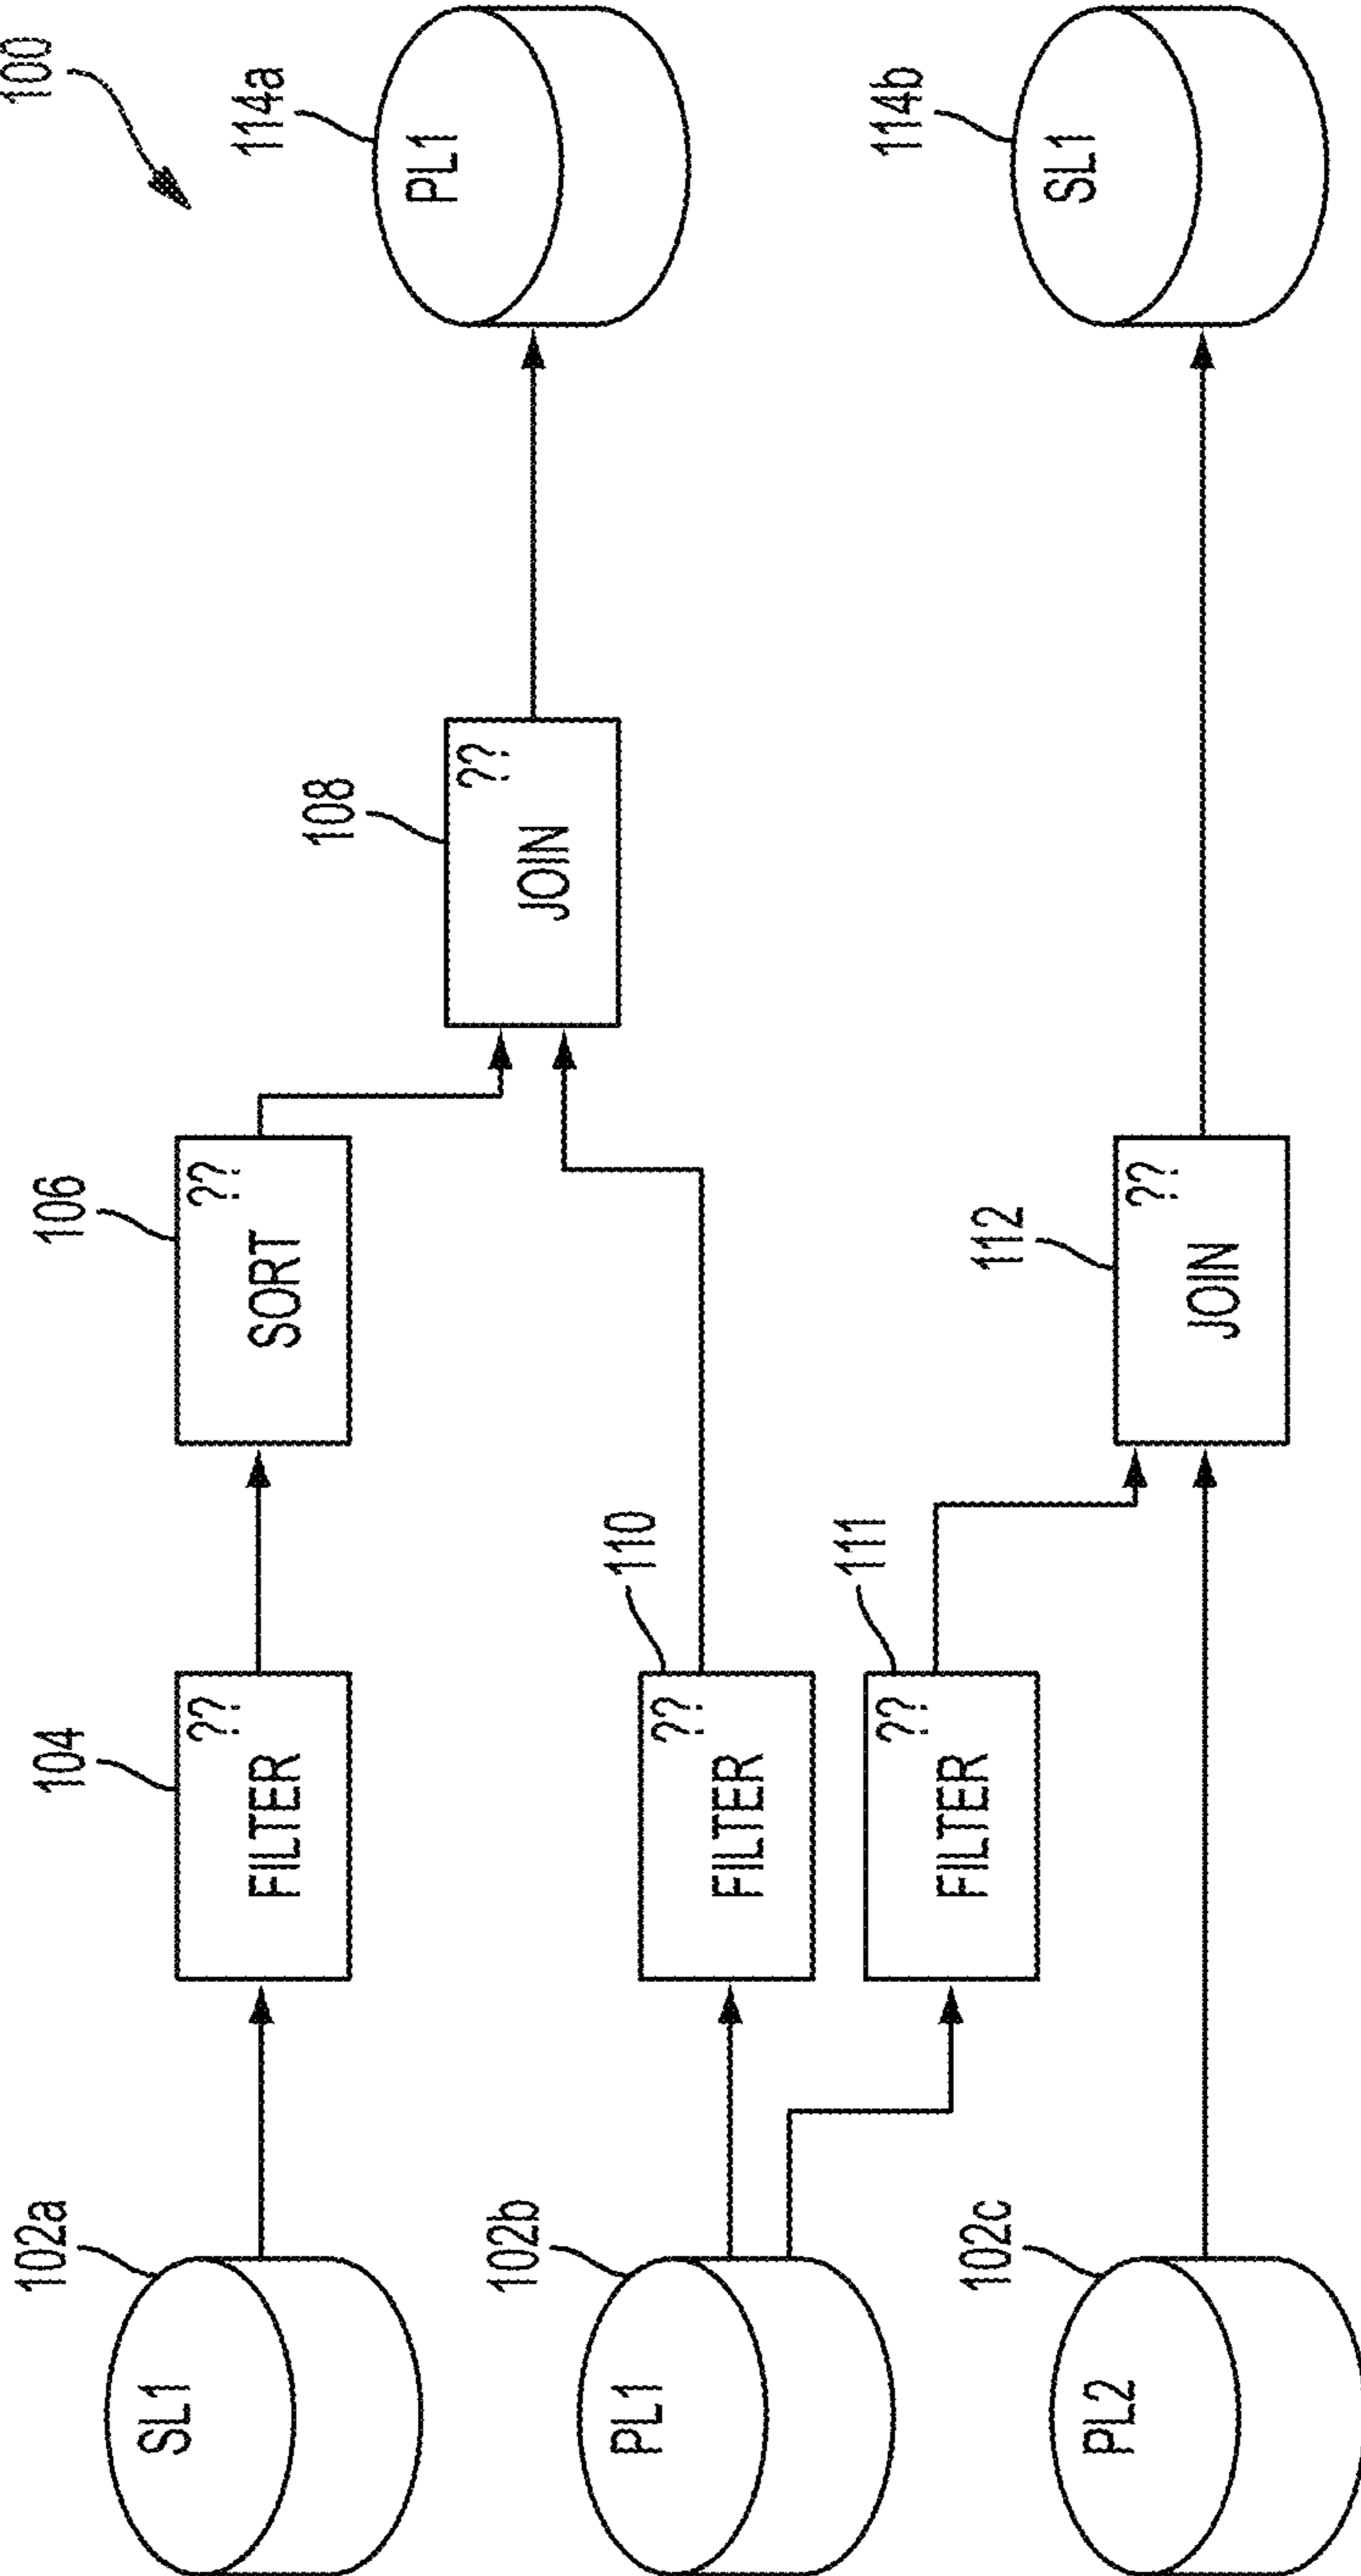 100
102a
SL1
104
??
FILTER
106
??
SORT
108
??
JOIN
114a
PL1
102b
PL1
110
??
FILTER
111
??
FILTER
102c
PL2
112
??
JOIN
114b
SL1